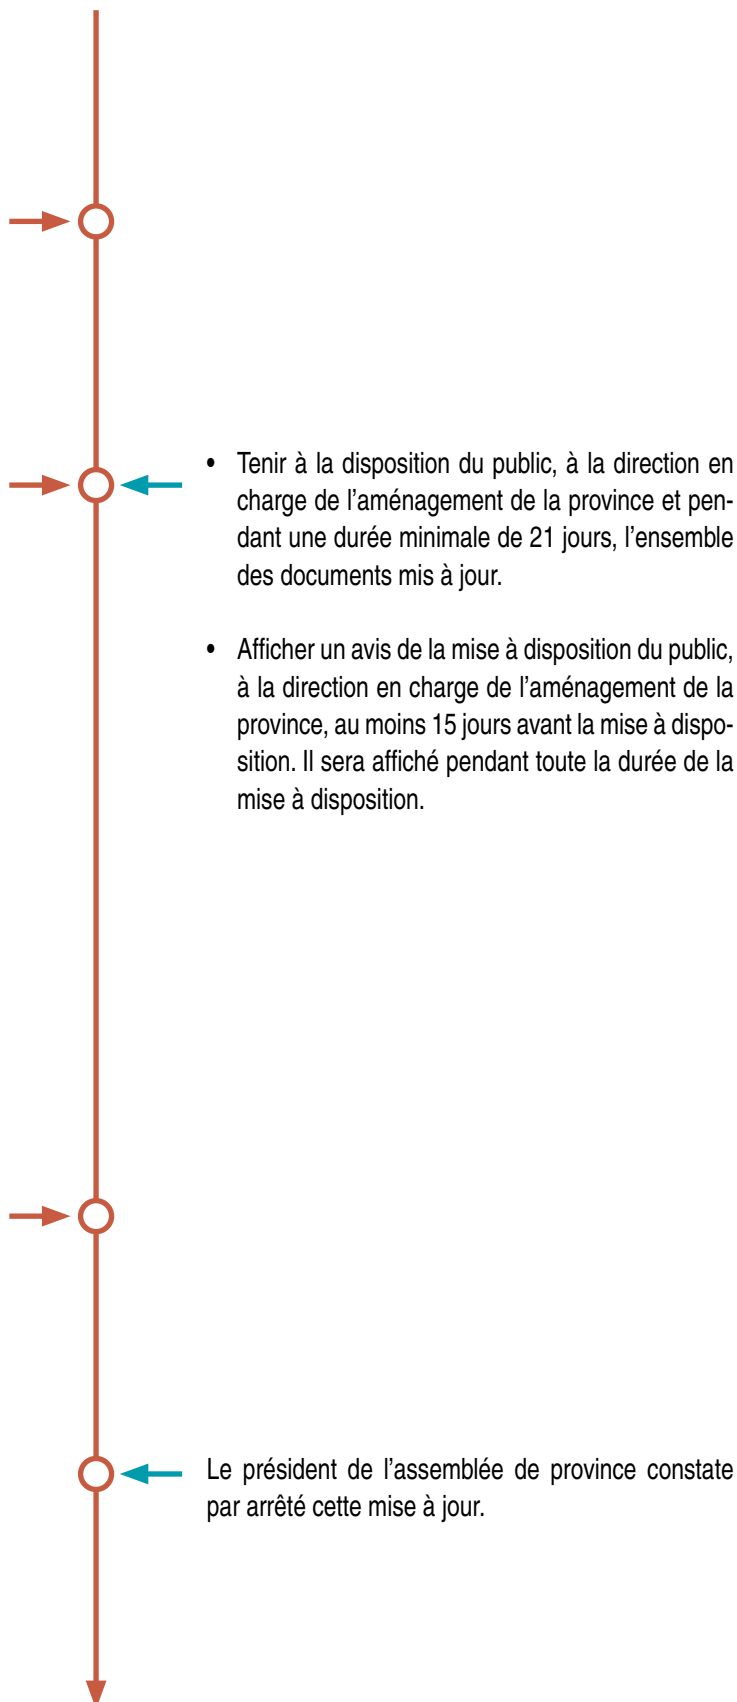 • Tenir à la disposition du public, à la direction en
charge de l’aménagement de la province et pen-
dant une durée minimale de 21 jours, l’ensemble
des documents mis à jour.
• Afficher un avis de la mise à disposition du public,
à la direction en charge de l’aménagement de la
province, au moins 15 jours avant la mise à dispo-
sition. Il sera affiché pendant toute la durée de la
mise à disposition.
Le président de l’assemblée de province constate
par arrêté cette mise à jour.